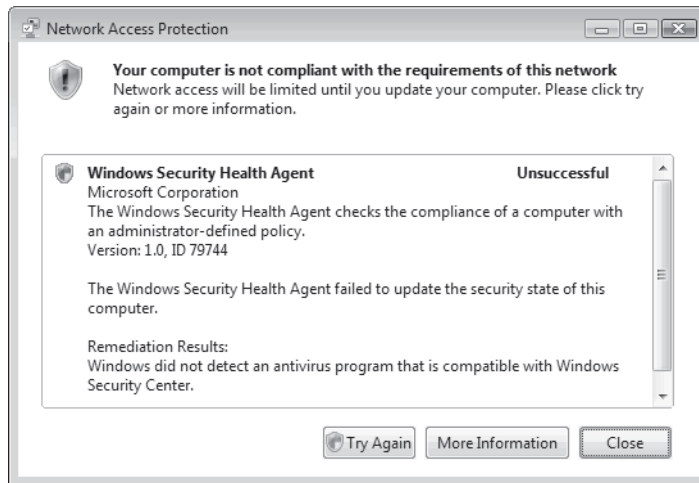 Network Access Protection
Your computer is not compliant with the requirements of this network
Network access will be limited until you update your computer. Please click try
again or more information.
Windows Security Health Agent Unsuccessful
Microsoft Corporation
The Windows Security Health Agent checks the compliance of a computer with
an administrator-defined policy.
Version: 1.0, ID 79744
The Windows Security Health Agent failed to update the security state of this
computer.
Remediation Results:
Windows did not detect an antivirus program that is compatible with Windows
Security Center.
Try Again More Information Close